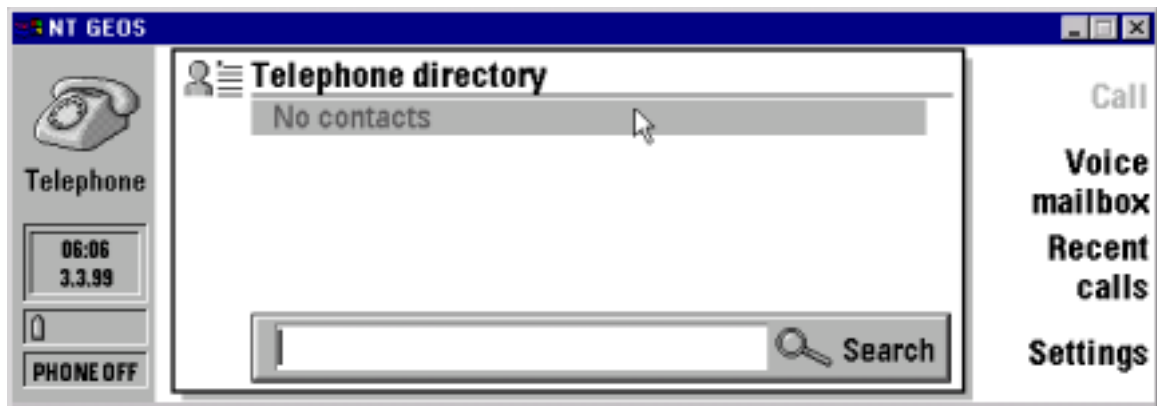 NT GEOS
Telephone
06:06
3.3.99
PHONE OFF
Telephone directory
No contacts
Search
Call
Voice
mailbox
Recent
calls
Settings